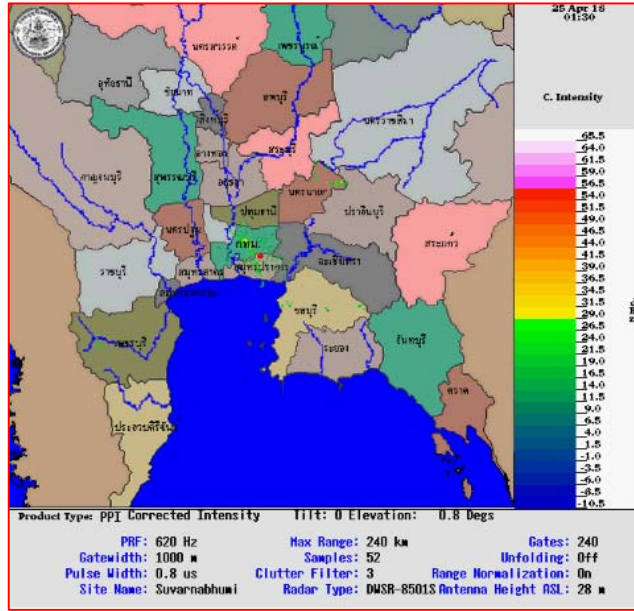 25 Apr 16
01:30
C. Intensity
65.5
64.0
61.5
59.0
56.5
54.0
51.5
49.0
46.5
44.0
41.5
39.0
36.5
34.0
31.5
29.0
26.5
24.0
21.5
19.0
16.5
14.0
11.5
9.0
6.5
4.0
1.5
-1.0
-3.5
-6.0
-8.5
-10.5
นครสวรรค์
เพชรบูรณ์
อุทัยธานี
ชัยนาท
ลพบุรี
สิงห์บุรี
นครราชสีมา
อ่างทอง
สระบุรี
กาญจนบุรี
สุพรรณบุรี
อยุธยา
นครนายก
ปทุมธานี
ปราจีนบุรี
นครปฐม
กทม.
สระแก้ว
ราชบุรี
สมุทรสาคร
สมุทรปราการ
ฉะเชิงเทรา
ชลบุรี
เพชรบุรี
ระยอง
จันทบุรี
ตราด
ประจวบคีรีขันธ์
Product Type: PPI Corrected Intensity Tilt: 0 Elevation: 0.8 Degs
PRF: 620 Hz Max Range: 240 km Gates: 240
Gatewidth: 1000 m Samples: 52 Unfolding: Off
Pulse Width: 0.8 us Clutter Filter: 3 Range Normalization: On
Site Name: Suvarnabhumi Radar Type: DWSR-8501S Antenna Height ASL: 28 m